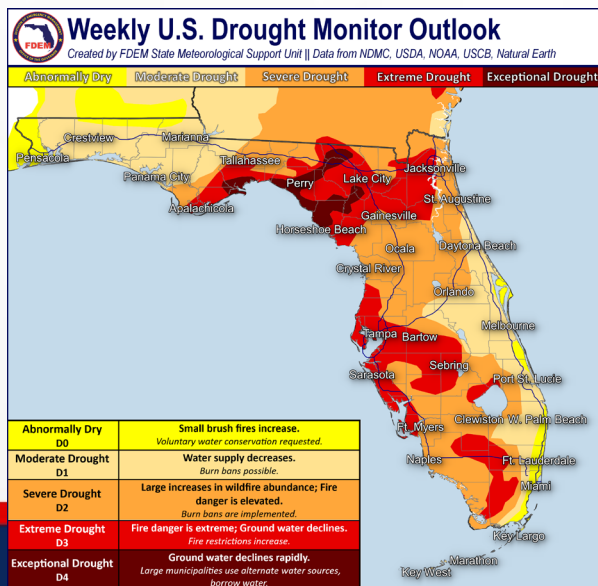 FDEM
Weekly U.S. Drought Monitor Outlook
Created by FDEM State Meteorological Support Unit || Data from NDMC, USDA, NOAA, USCB, Natural Earth
Abnormally Dry Moderate Drought Severe Drought Extreme Drought Exceptional Drought
Crestview
Marianna
Pensacola
Tallahassee
Panama City
Perry
Lake City
Jacksonville
Apalachicola
St. Augustine
Gainesville
Horseshoe Beach
Ocala
Daytona Beach
Crystal River
Orlando
Melbourne
Tampa
Bartow
Sebring
Sarasota
Port St. Lucie
Clewiston
W. Palm Beach
Ft. Myers
Naples
Ft. Lauderdale
Miami
Key Largo
Marathon
Key West
Abnormally Dry
D0
Small brush fires increase.
Voluntary water conservation requested.
Moderate Drought
D1
Water supply decreases.
Burn bans possible.
Severe Drought
D2
Large increases in wildfire abundance; Fire
danger is elevated.
Burn bans are implemented.
Extreme Drought
D3
Fire danger is extreme; Ground water declines.
Fire restrictions increase.
Exceptional Drought
D4
Ground water declines rapidly.
Large municipalities use alternate water sources,
borrow water.